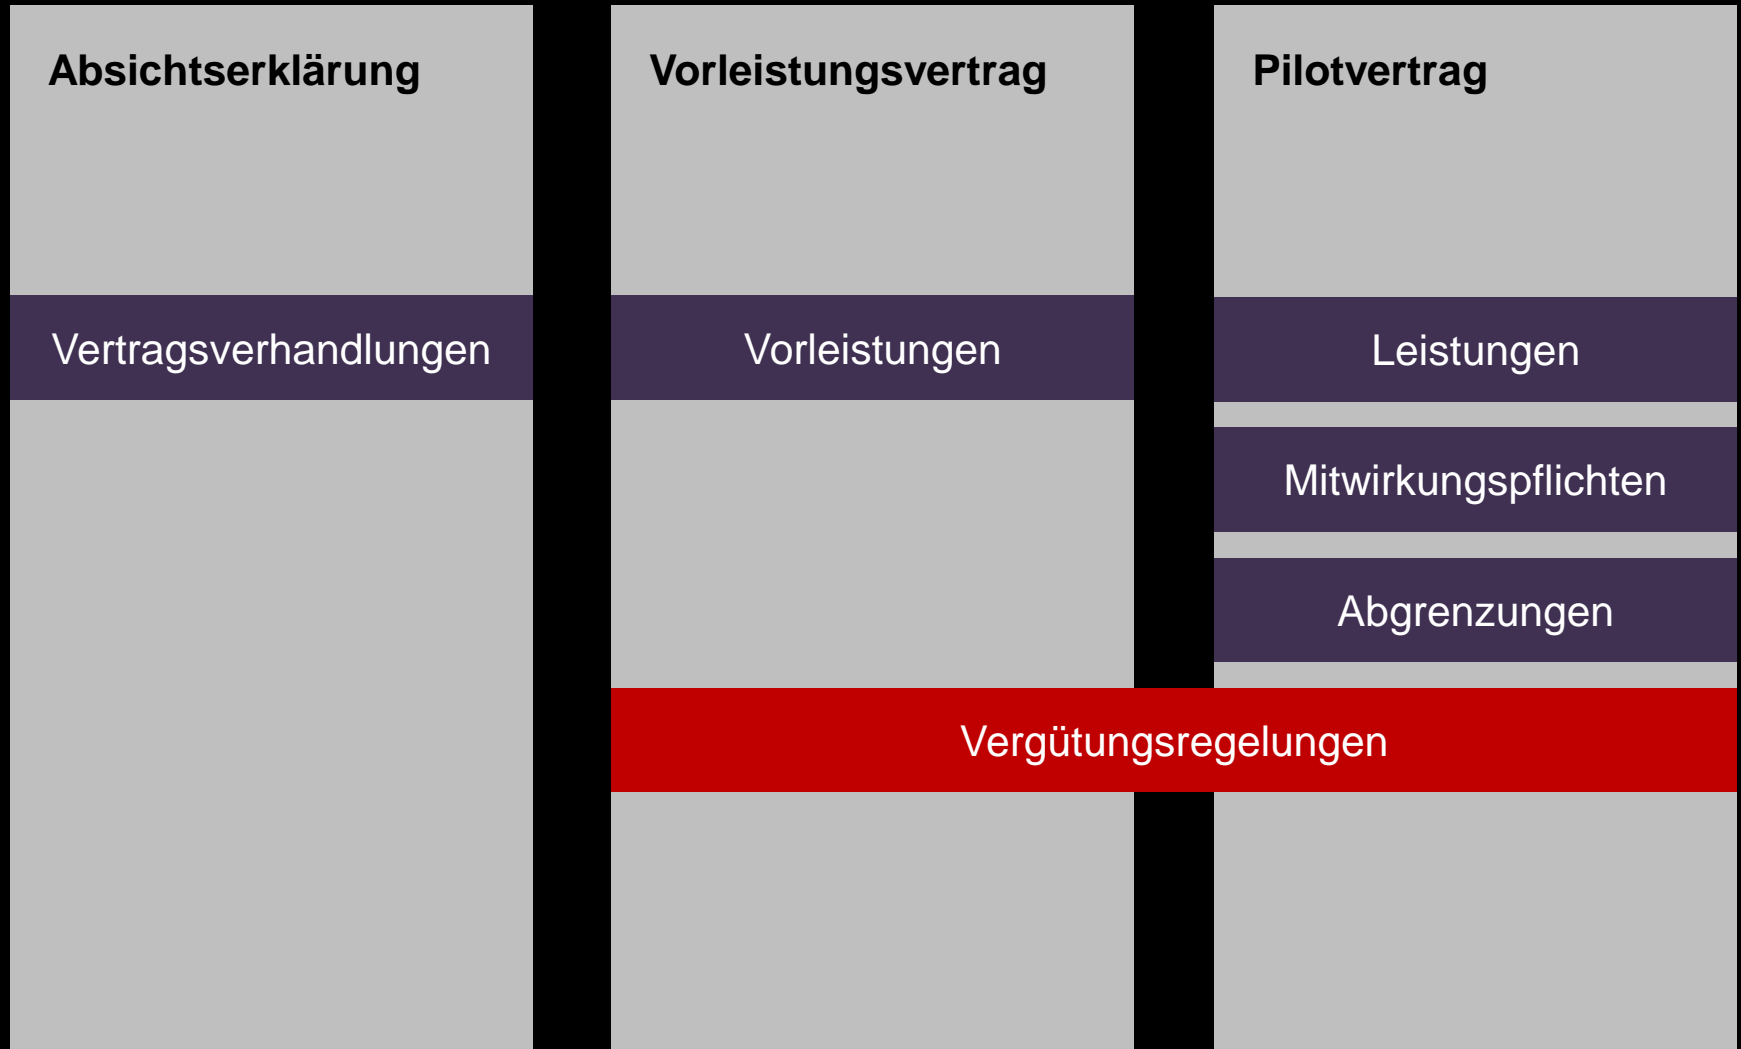 Absichtserklärung
Vertragsverhandlungen
Vorleistungsvertrag
Vorleistungen
Pilotvertrag
Leistungen
Mitwirkungspflichten
Abgrenzungen
Vergütungsregelungen